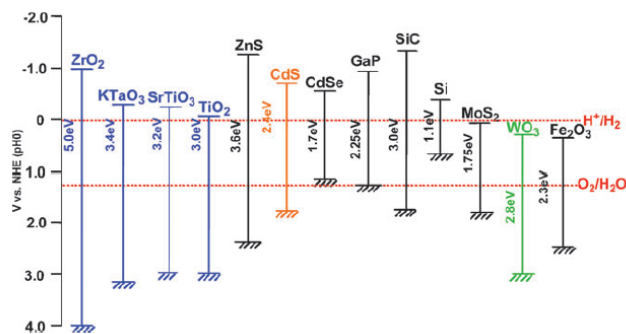 V vs. NHE (pH0)
-2.0
-1.0
0
1.0
2.0
3.0
4.0
ZrO₂
5.0eV
KTaO₃
3.4eV
SrTiO₃
3.2eV
TiO₂
3.0eV
ZnS
3.6eV
CdS
2.4eV
CdSe
1.7eV
GaP
2.25eV
SiC
3.0eV
Si
1.1eV
MoS₂
1.75eV
WO₃
2.8eV
Fe₂O₃
2.3eV
H⁺/H₂
O₂/H₂O